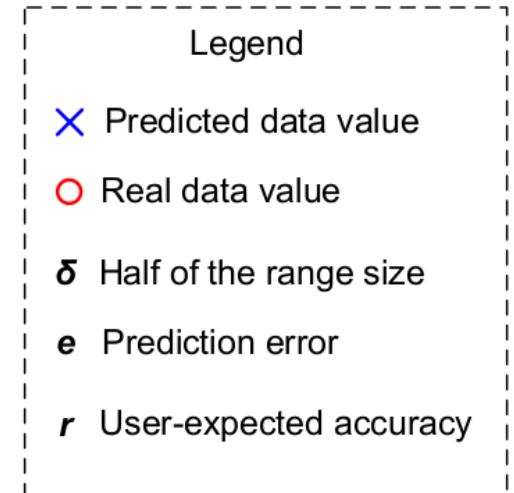 Legend
Predicted data value
Real data value
δ Half of the range size
e Prediction error
r User-expected accuracy